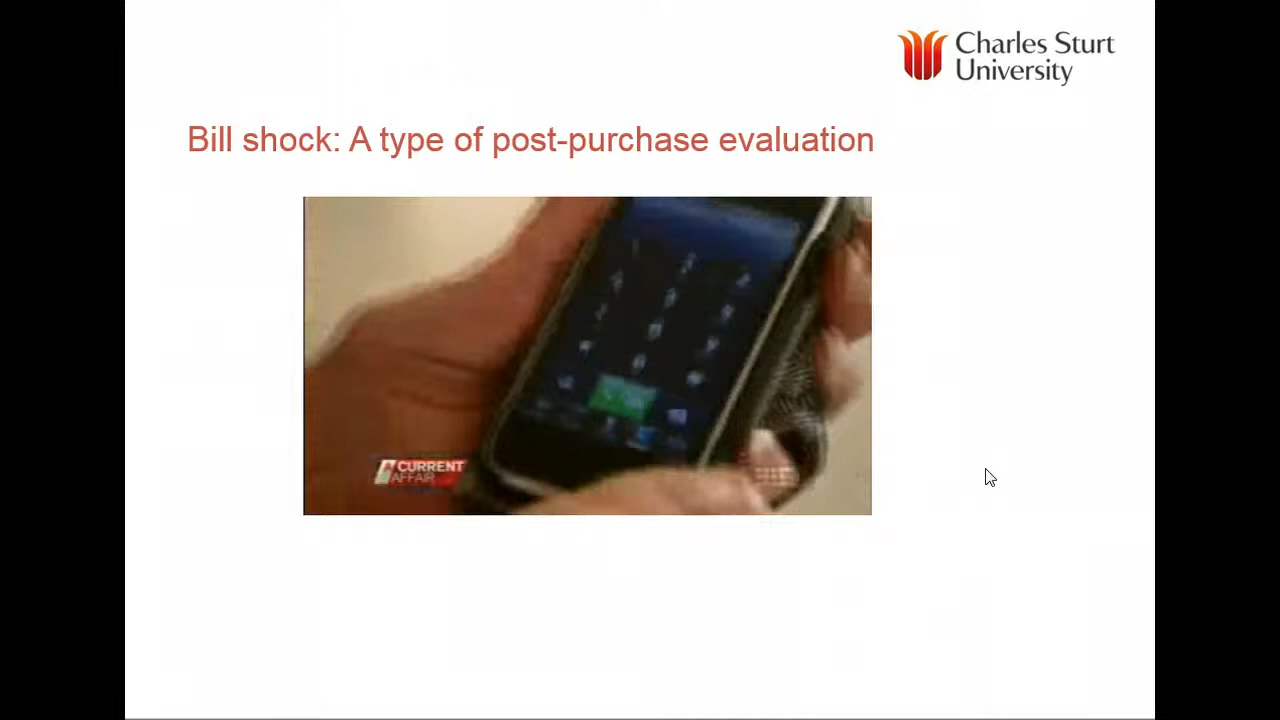 Charles Sturt
University
Bill shock: A type of post-purchase evaluation
A CURRENT
AFFAIR